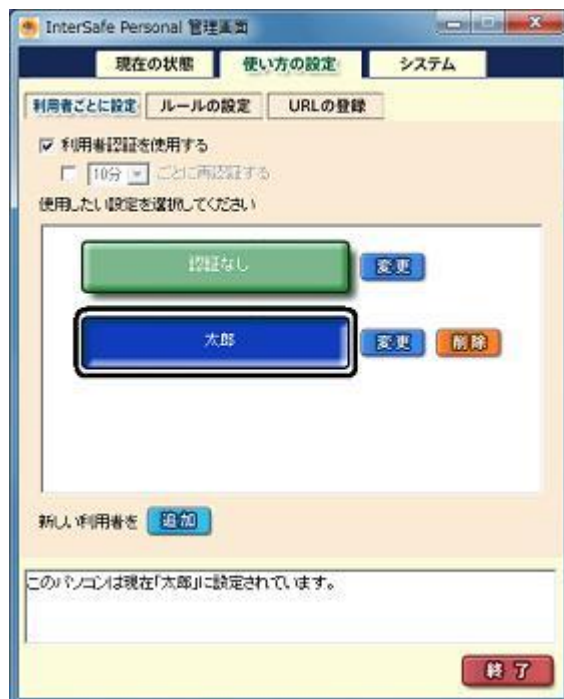 InterSafe Personal 管理画面
現在の状態 使い方の設定 システム
利用者ごとに設定 ルールの設定 URLの登録
利用者認証を使用する
10分 ごとに再認証する
使用したい設定を選択してください
認証なし 変更
太郎 変更 削除
新しい利用者を 追加
このパソコンは現在「太郎」に設定されています。
終了